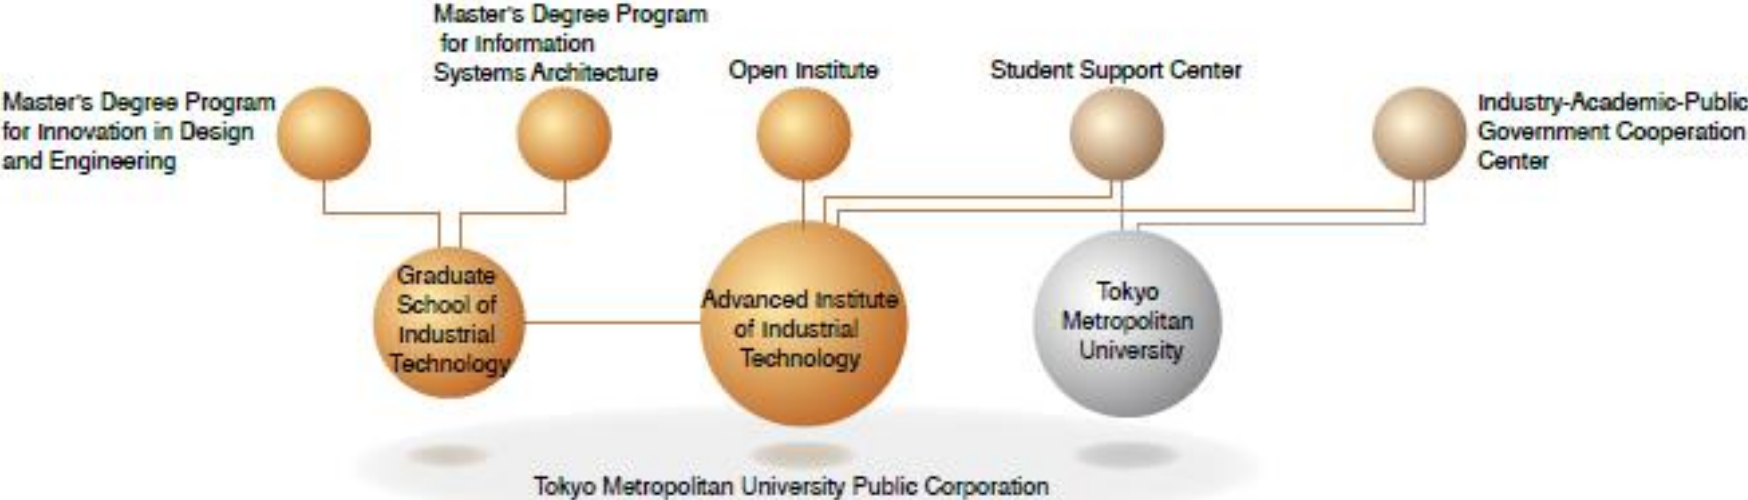 Master's Degree Program
for Information
Systems Architecture
Open Institute
Student Support Center
Master's Degree Program
for Innovation in Design
and Engineering
Industry-Academic-Public
Government Cooperation
Center
Graduate
School of
Industrial
Technology
Advanced Institute
of Industrial
Technology
Tokyo
Metropolitan
University
Tokyo Metropolitan University Public Corporation